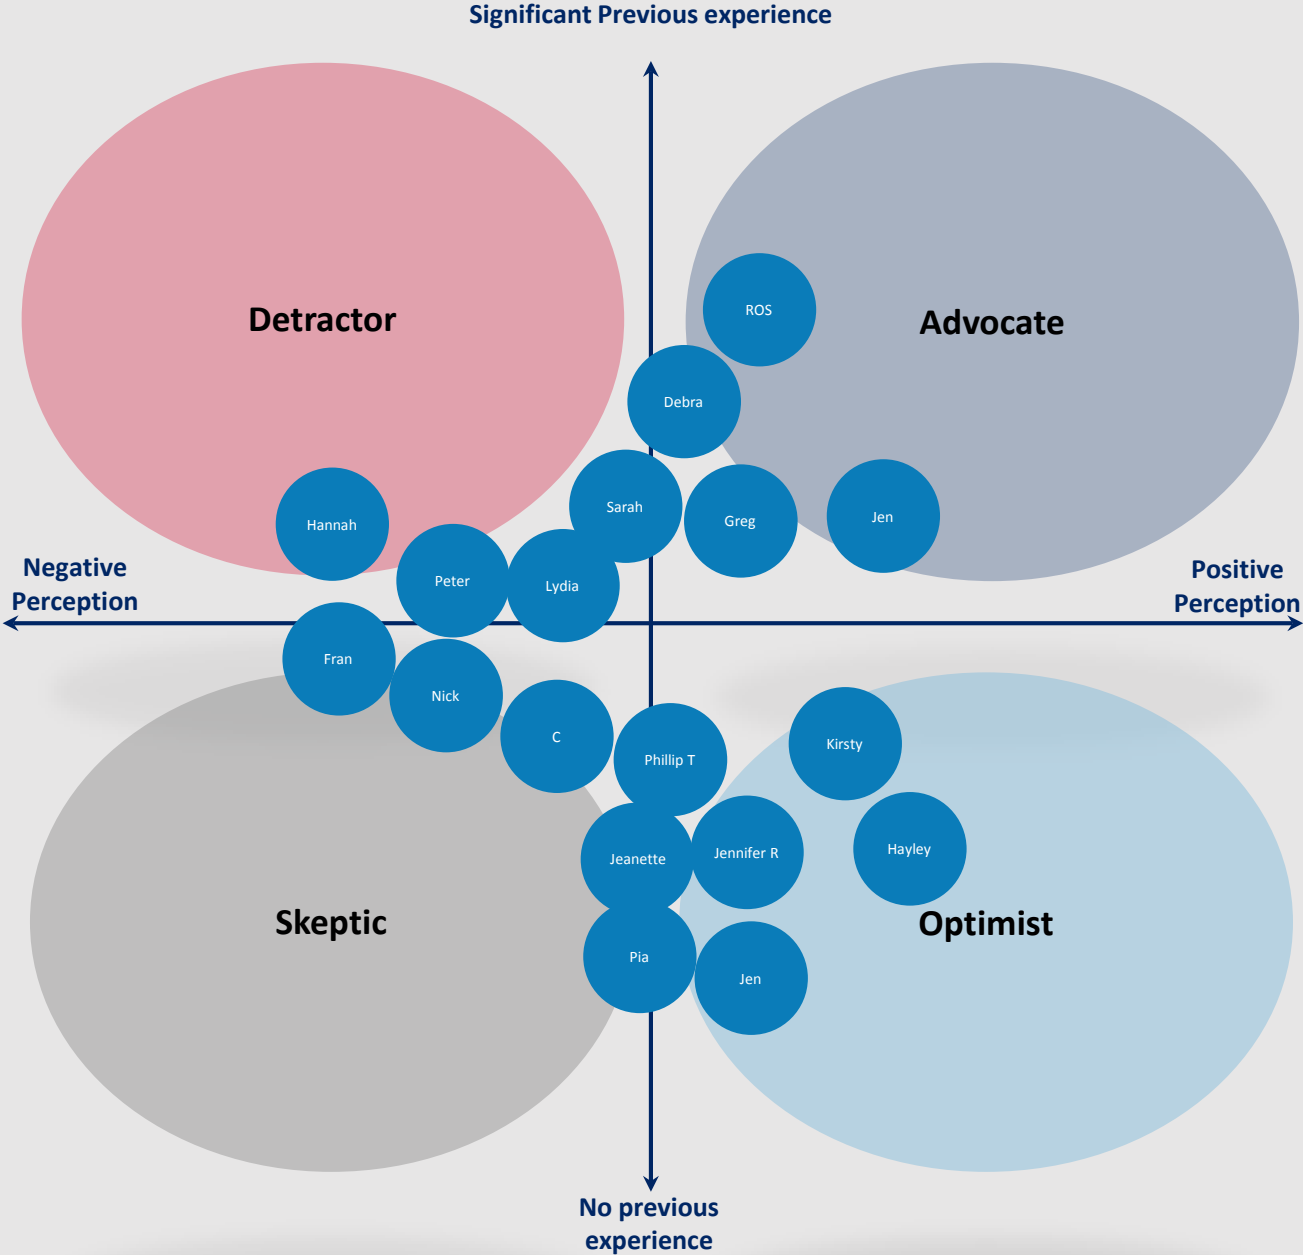 Significant Previous experience
Detractor
Advocate
ROS
Debra
Sarah
Greg
Jen
Hannah
Peter
Lydia
Negative
Perception
Positive
Perception
Fran
Nick
C
Phillip T
Kirsty
Jeanette
Jennifer R
Hayley
Skeptic
Optimist
Pia
Jen
No previous
experience